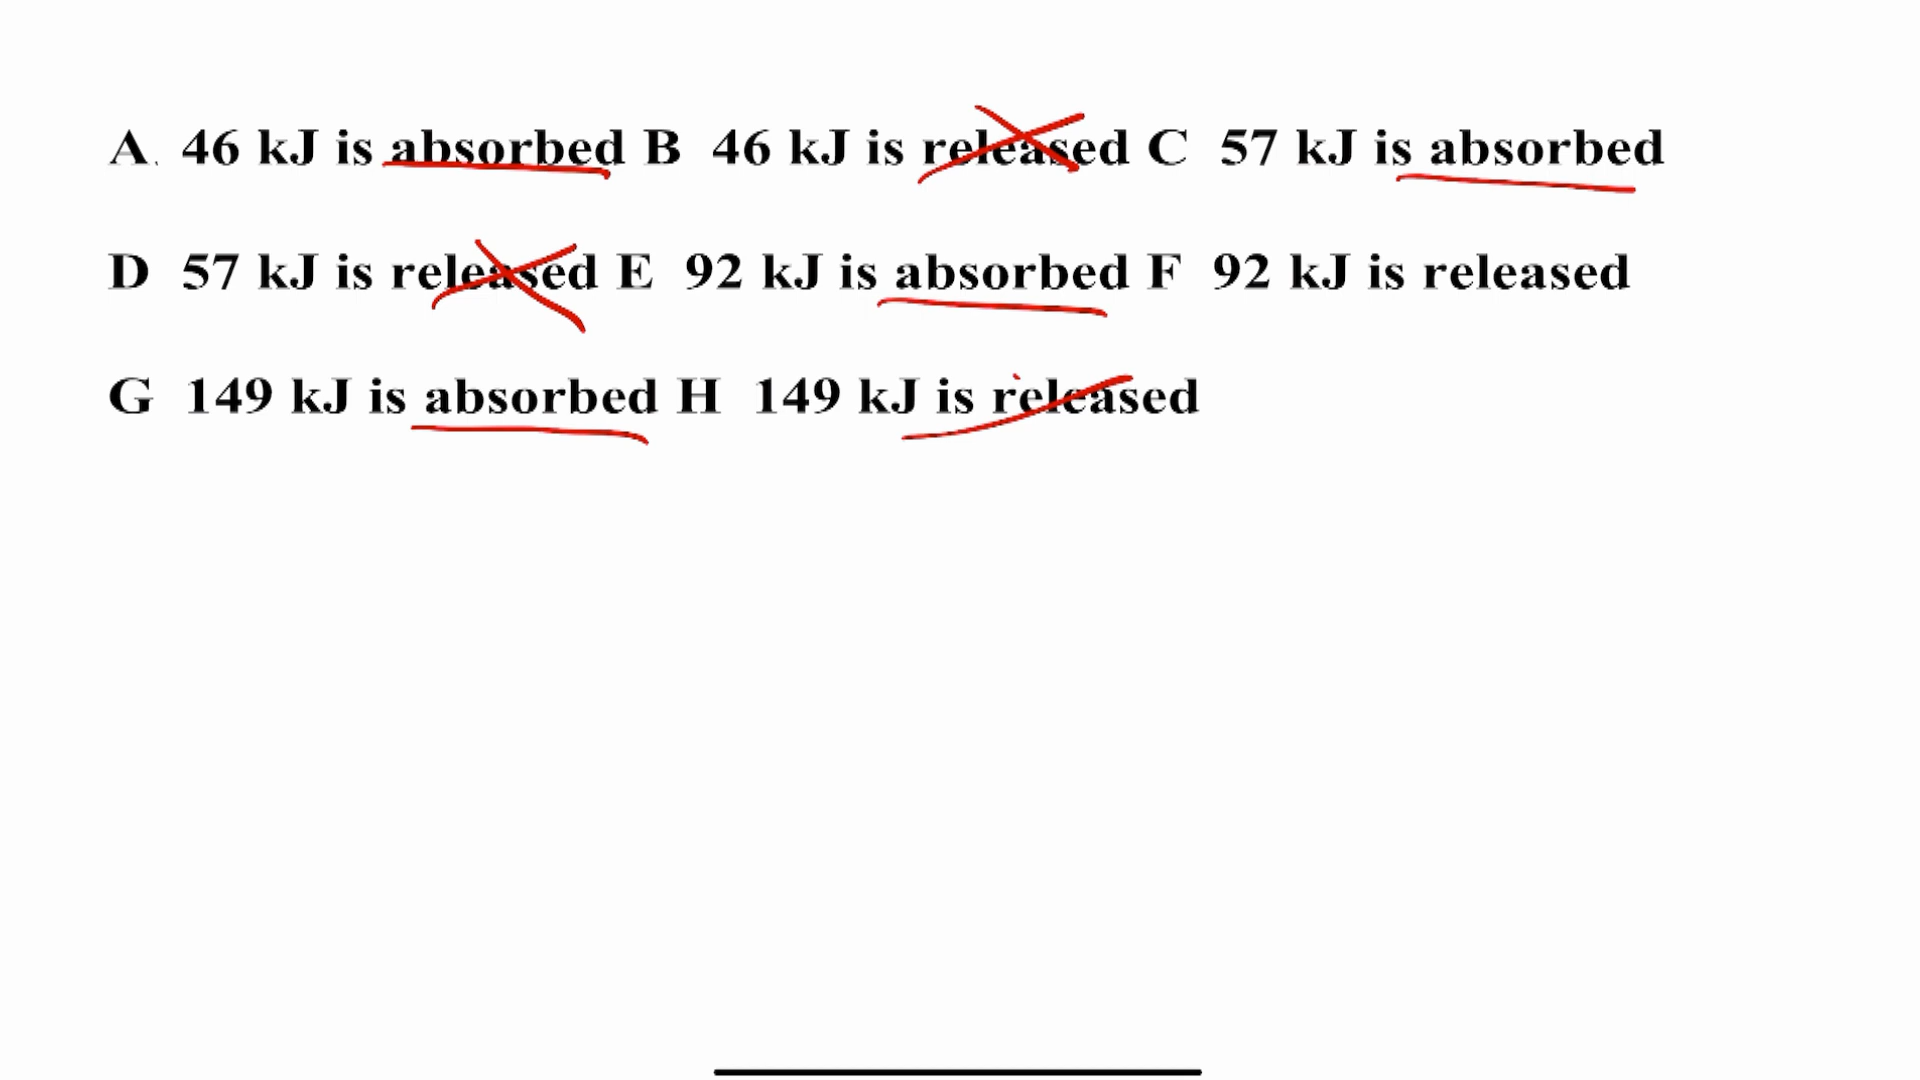 A. 46 kJ is absorbed B 46 kJ is released C 57 kJ is absorbed
D 57 kJ is released E 92 kJ is absorbed F 92 kJ is released
G 149 kJ is absorbed H 149 kJ is released